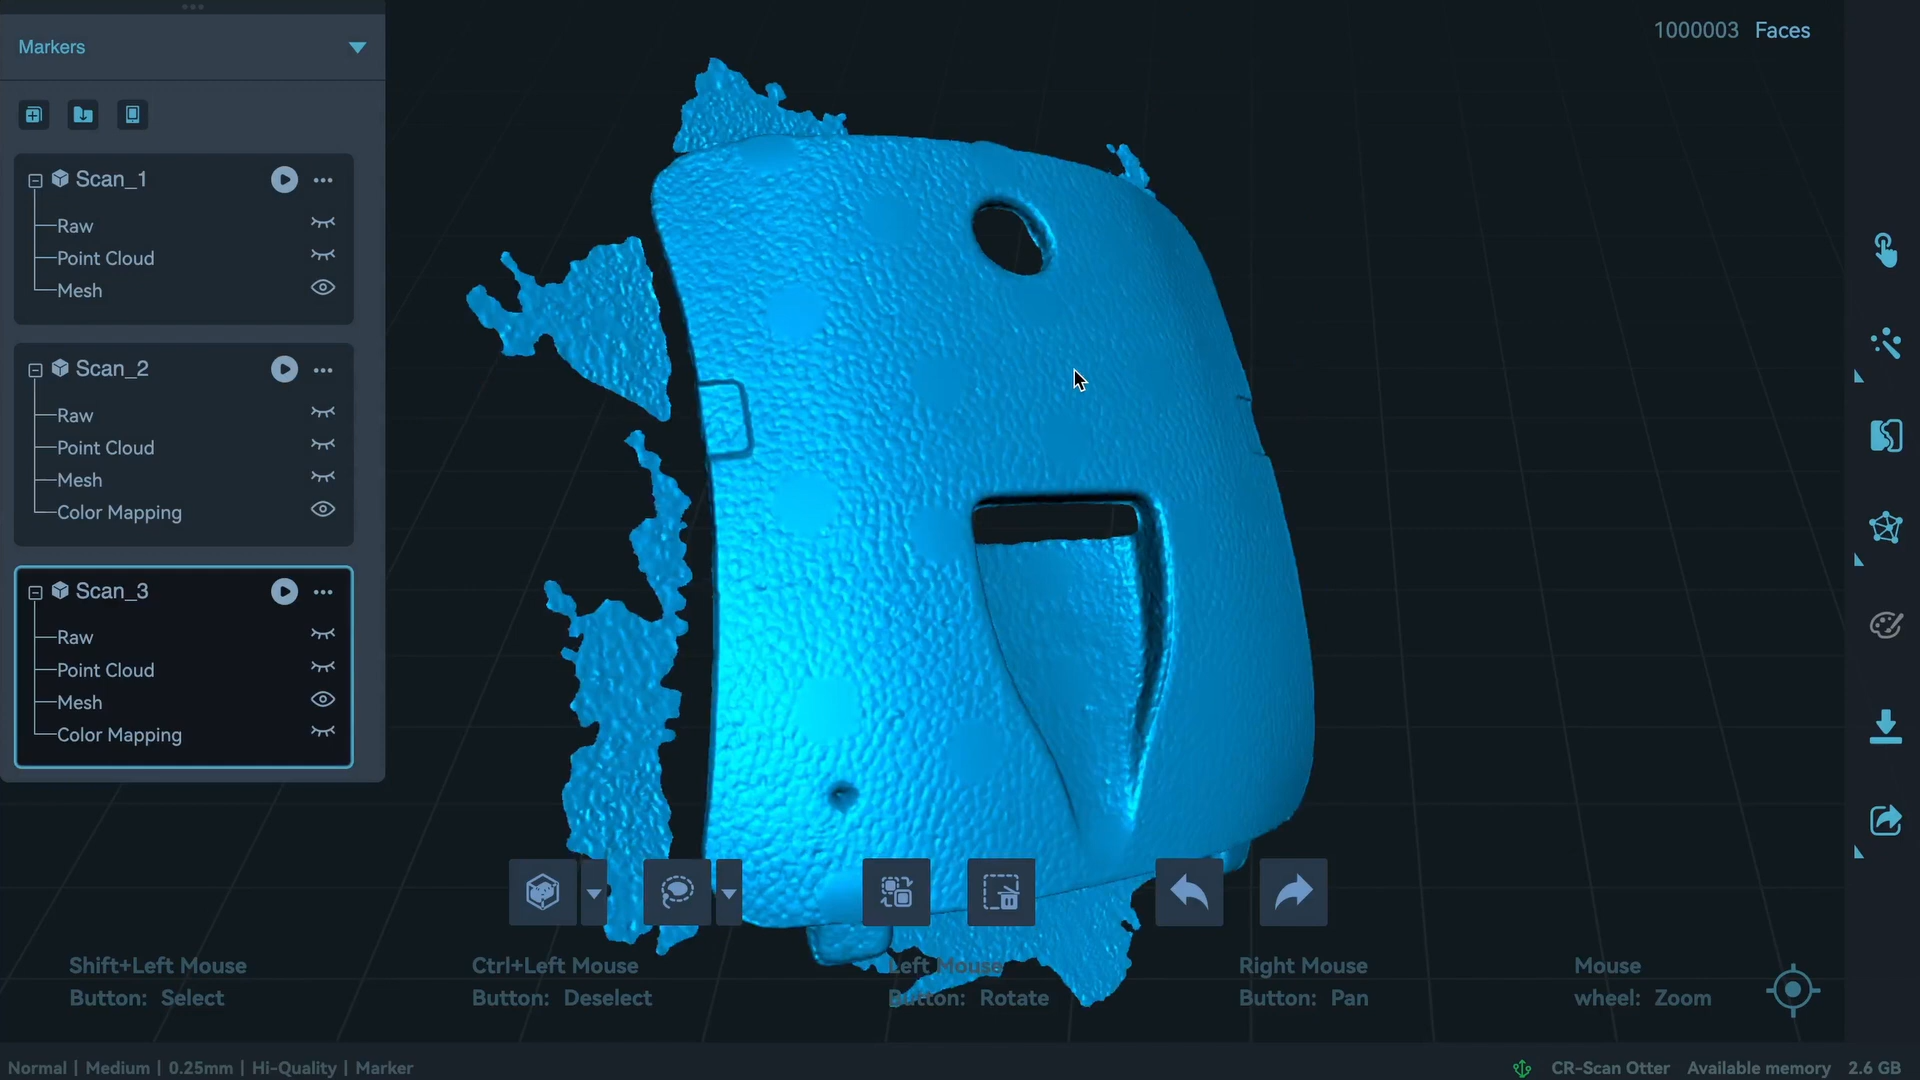 Markers
1000003 Faces
Scan_1
Raw
Point Cloud
Mesh
Scan_2
Raw
Point Cloud
Mesh
Color Mapping
Scan_3
Raw
Point Cloud
Mesh
Color Mapping
Shift+Left Mouse
Button: Select
Ctrl+Left Mouse
Button: Deselect
Left Mouse
Button: Rotate
Right Mouse
Button: Pan
Mouse
wheel: Zoom
Normal | Medium | 0.25mm | Hi-Quality | Marker
CR-Scan Otter Available memory 2.6 GB